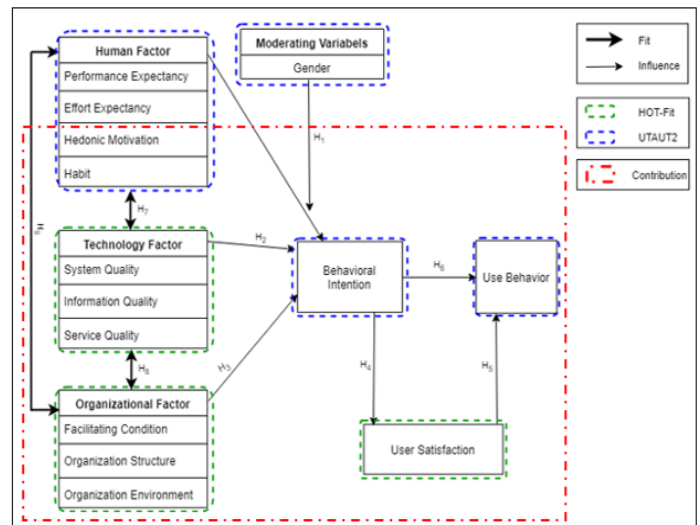 Human Factor
Performance Expectancy
Effort Expectancy
Hedonic Motivation
Habit
Moderating Variabels
Gender
Fit
Influence
HOT-Fit
UTAUT2
Contribution
H1
H9
H7
Technology Factor
System Quality
Information Quality
Service Quality
H2
Behavioral
Intention
H6
Use Behavior
H8
H3
H4
H5
Organizational Factor
Facilitating Condition
Organization Structure
Organization Environment
User Satisfaction